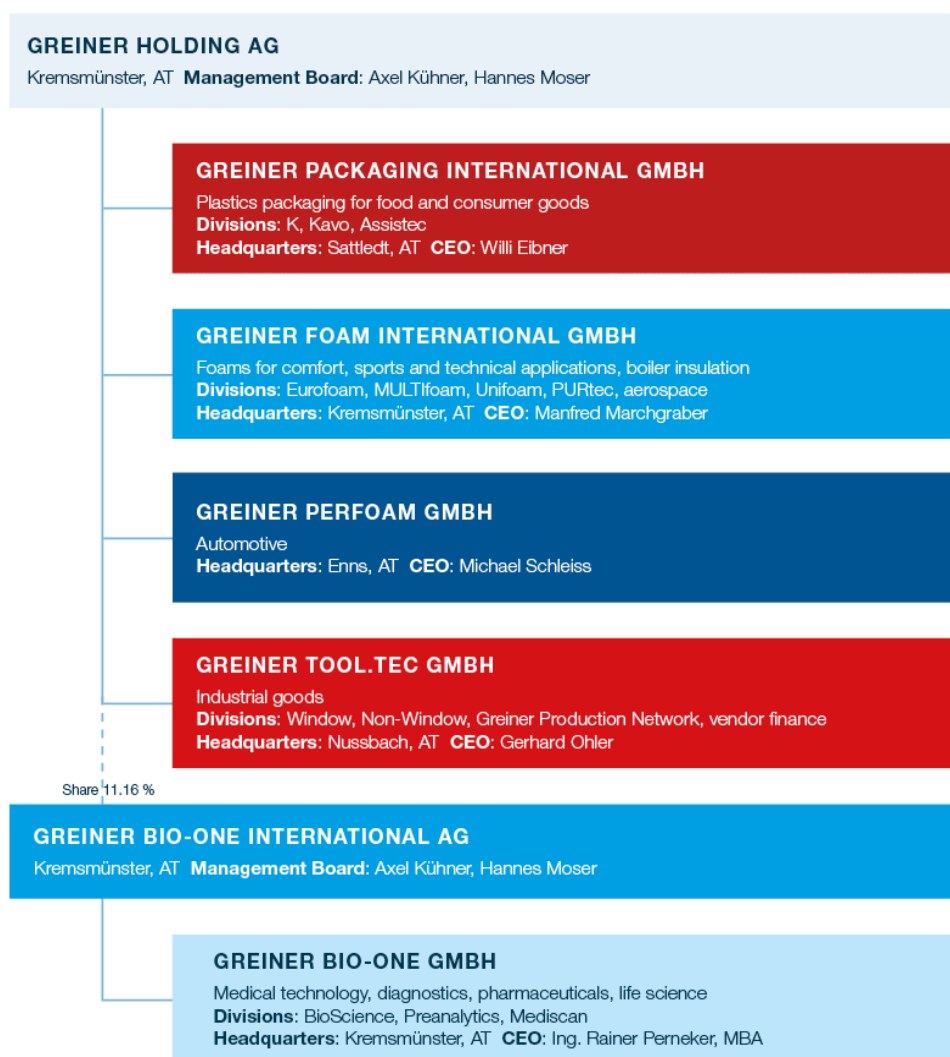 GREINER HOLDING AG
Kremsmünster, AT Management Board: Axel Kühner, Hannes Moser
GREINER PACKAGING INTERNATIONAL GMBH
Plastics packaging for food and consumer goods
Divisions: K, Kavo, Assistec
Headquarters: Sattledt, AT CEO: Willi Eibner
GREINER FOAM INTERNATIONAL GMBH
Foams for comfort, sports and technical applications, boiler insulation
Divisions: Eurofoam, MULTIfoam, Unifoam, PURtec, aerospace
Headquarters: Kremsmünster, AT CEO: Manfred Marchgraber
GREINER PERFOAM GMBH
Automotive
Headquarters: Enns, AT CEO: Michael Schleiss
GREINER TOOL.TEC GMBH
Industrial goods
Divisions: Window, Non-Window, Greiner Production Network, vendor finance
Headquarters: Nussbach, AT CEO: Gerhard Ohler
Share 11.16 %
GREINER BIO-ONE INTERNATIONAL AG
Kremsmünster, AT Management Board: Axel Kühner, Hannes Moser
GREINER BIO-ONE GMBH
Medical technology, diagnostics, pharmaceuticals, life science
Divisions: BioScience, Preanalytics, Mediscan
Headquarters: Kremsmünster, AT CEO: Ing. Rainer Perneker, MBA